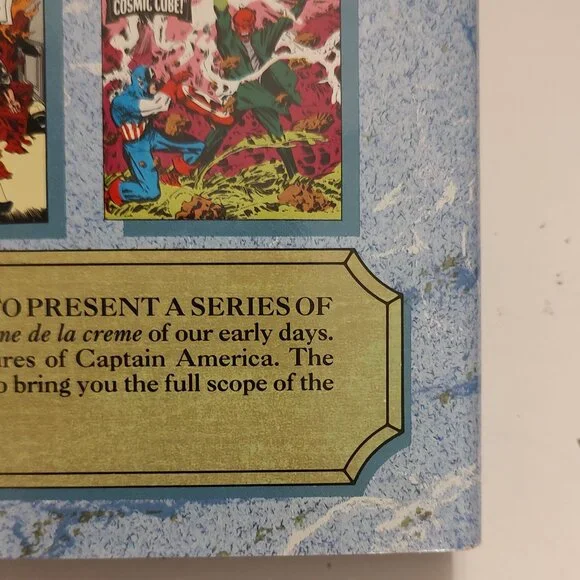 COSMIC CUBE!
TO PRESENT A SERIES OF
me de la creme of our early days.
ures of Captain America. The
o bring you the full scope of the